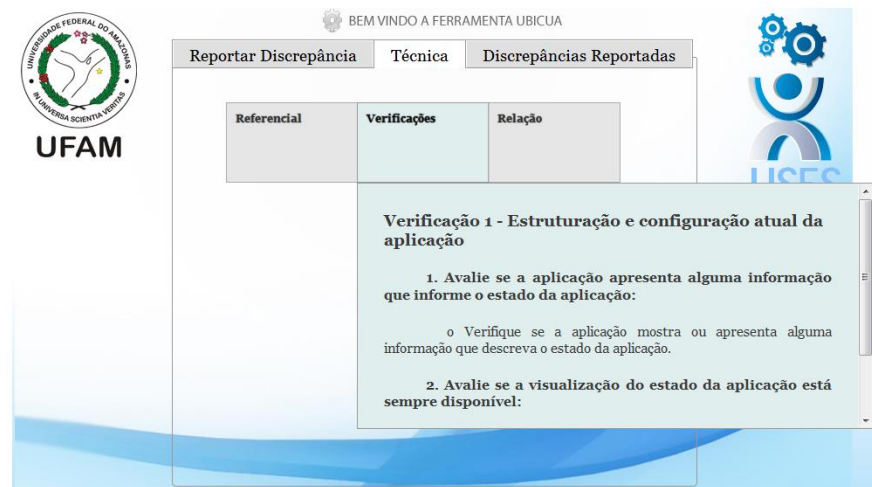 BEM VINDO A FERRAMENTA UBICUA
UNIVERSIDADE FEDERAL DO AMAZONAS
IN UNIVERSA SCIENTIA VERITAS
UFAM
Reportar Discrepância
Técnica
Discrepâncias Reportadas
Referencial
Verificações
Relação
USES
Verificação 1 - Estruturação e configuração atual da
aplicação
1. Avalie se a aplicação apresenta alguma informação
que informe o estado da aplicação:
o Verifique se a aplicação mostra ou apresenta alguma
informação que descreva o estado da aplicação.
2. Avalie se a visualização do estado da aplicação está
sempre disponível: